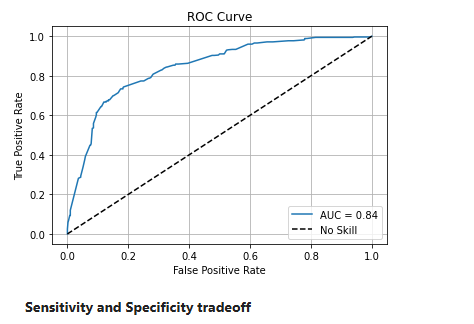 ROC Curve
1.0
0.8
0.6
0.4
0.2
0.0
True Positive Rate
AUC = 0.84
No Skill
0.0 0.2 0.4 0.6 0.8 1.0
False Positive Rate
Sensitivity and Specificity tradeoff